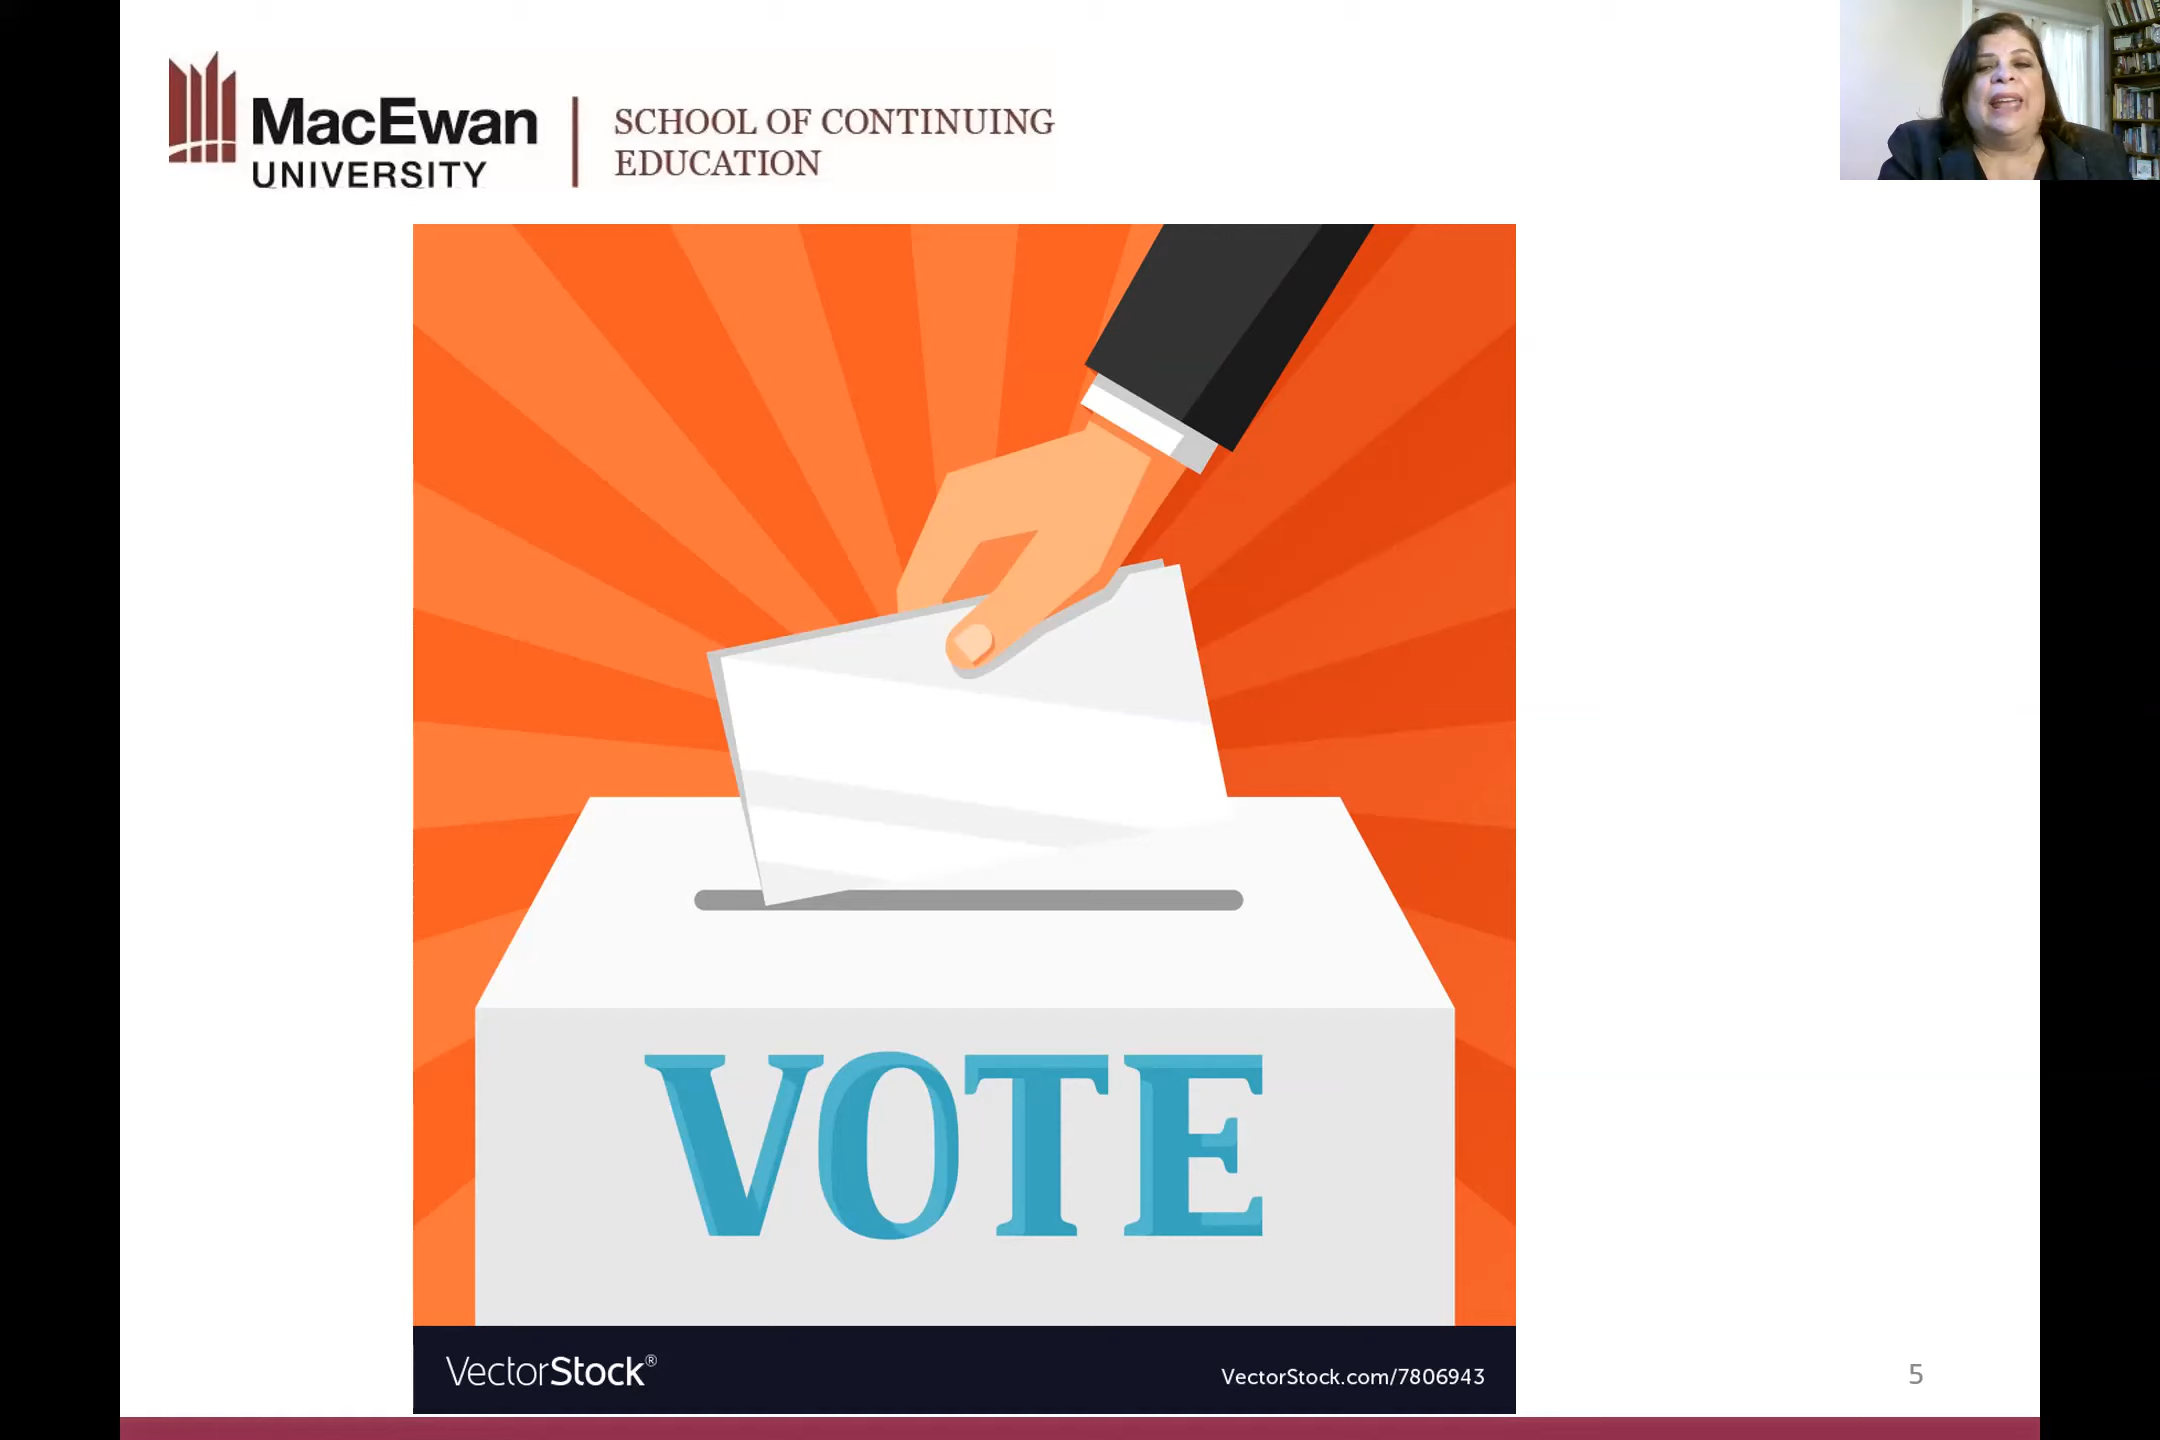 MacEwan
UNIVERSITY
SCHOOL OF CONTINUING
EDUCATION
VOTE
VectorStock®
VectorStock.com/7806943
5